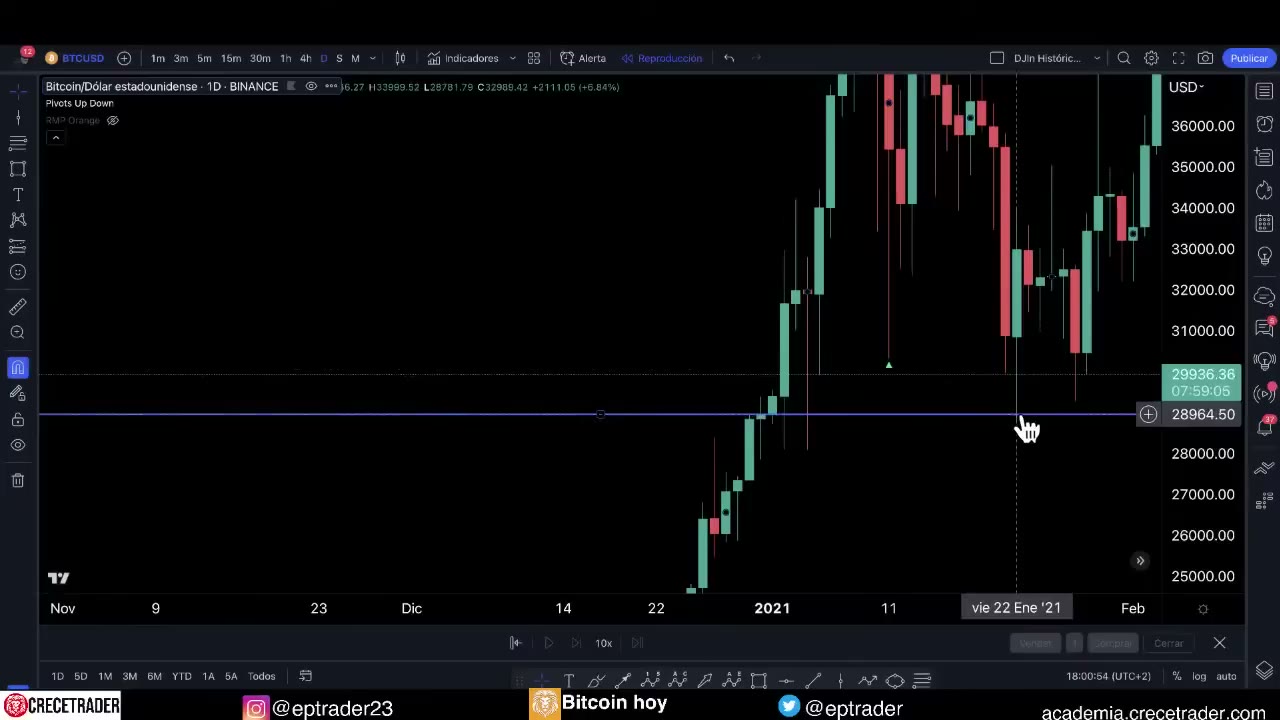 12
BTCUSD
1m 3m 5m 15m 30m 1h 4h D S M
Indicadores
Alerta
Reproducción
DJIn Históric...
Publicar
Bitcoin/Dólar estadounidense · 1D · BINANCE
H33999.52 L28781.79 C32989.42 +2111.05 (+6.84%)
Pivots Up Down
RMP Orange
USD
36000.00
35000.00
34000.00
33000.00
32000.00
31000.00
29936.36
07:59:05
28964.50
28000.00
27000.00
26000.00
25000.00
5
37
Nov 9 23 Dic 14 22 2021 11 vie 22 Ene '21 Feb
10x
Vender 1 Comprar Cerrar
1D 5D 1M 3M 6M YTD 1A 5A Todos
18:00:54 (UTC+2) % log auto
CRECETRADER
@eptrader23
Bitcoin hoy
@eptrader
academia.crecetrader.com